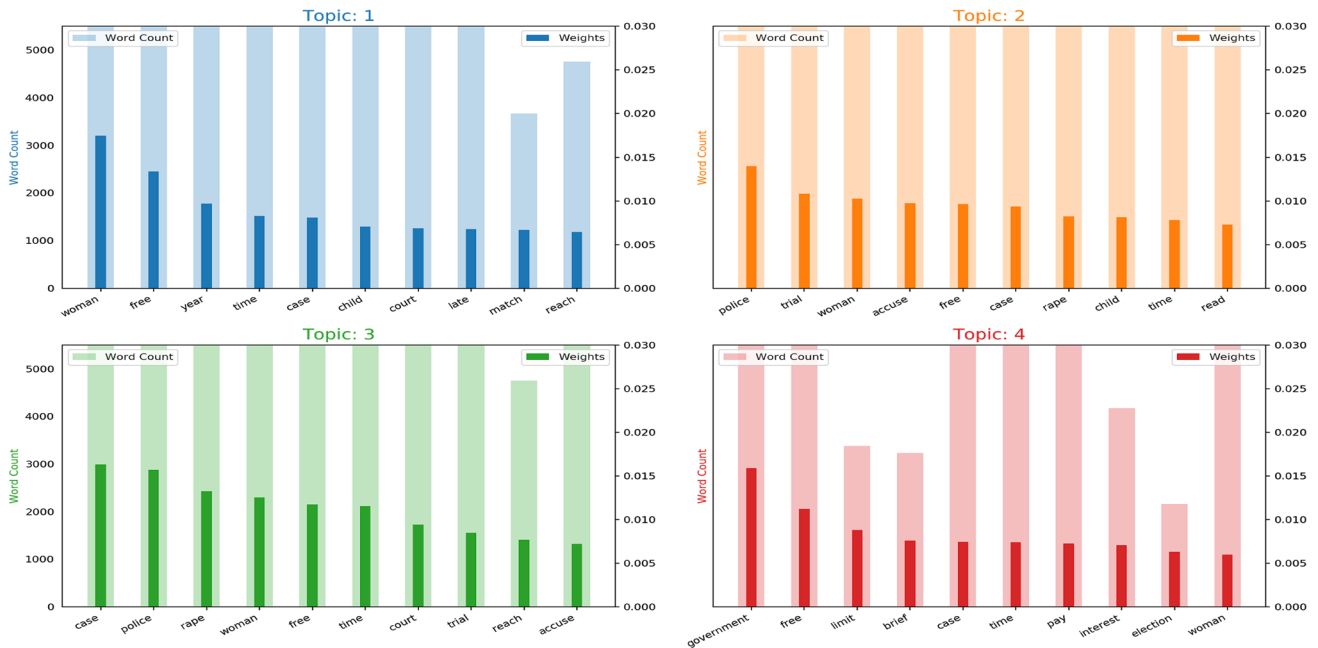 Topic: 1
Word Count
Weights
Word Count
5000
4000
3000
2000
1000
0
0.030
0.025
0.020
0.015
0.010
0.005
0.000
woman free year time case child court late match reach
Topic: 2
Word Count
Weights
Word Count
0.030
0.025
0.020
0.015
0.010
0.005
0.000
police trial woman accuse free case rape child time read
Topic: 3
Word Count
Weights
Word Count
5000
4000
3000
2000
1000
0
0.030
0.025
0.020
0.015
0.010
0.005
0.000
case police rape woman free time court trial reach accuse
Topic: 4
Word Count
Weights
Word Count
0.030
0.025
0.020
0.015
0.010
0.005
0.000
government free limit brief case time pay interest election woman